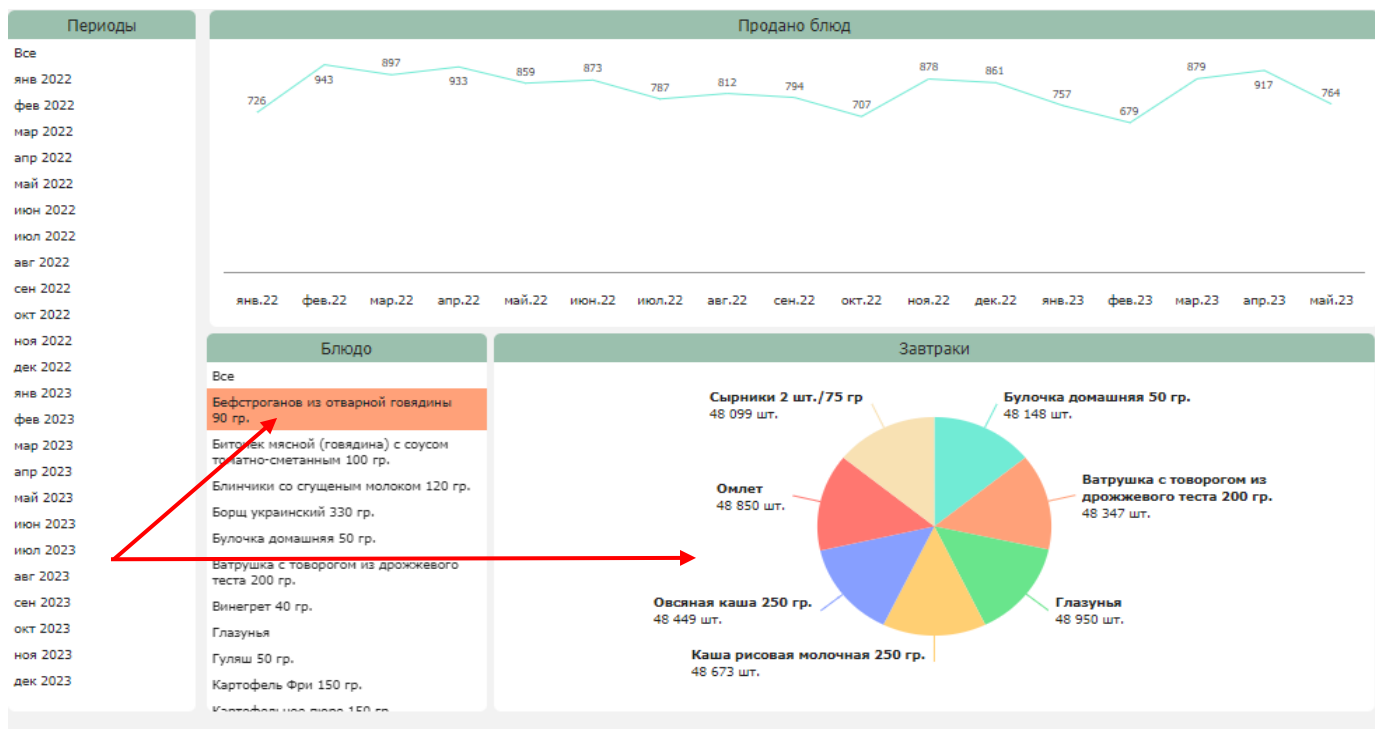 Периоды
Все
янв 2022
фев 2022
мар 2022
апр 2022
май 2022
июн 2022
июл 2022
авг 2022
сен 2022
окт 2022
ноя 2022
дек 2022
янв 2023
фев 2023
мар 2023
апр 2023
май 2023
июн 2023
июл 2023
авг 2023
сен 2023
окт 2023
ноя 2023
дек 2023
Продано блюд
726
943
897
933
859
873
787
812
794
707
878
861
757
679
879
917
764
янв.22 фев.22 мар.22 апр.22 май.22 июн.22 июл.22 авг.22 сен.22 окт.22 ноя.22 дек.22 янв.23 фев.23 мар.23 апр.23 май.23
Блюдо
Все
Бефстроганов из отварной говядины
90 гр.
Биточек мясной (говядина) с соусом
томатно-сметанным 100 гр.
Блинчики со сгущеным молоком 120 гр.
Борщ украинский 330 гр.
Булочка домашняя 50 гр.
Ватрушка с товорогом из дрожжевого
теста 200 гр.
Винегрет 40 гр.
Глазунья
Гуляш 50 гр.
Картофель Фри 150 гр.
Картофельное пюре 150 гр.
Завтраки
Сырники 2 шт./75 гр
48 099 шт.
Булочка домашняя 50 гр.
48 148 шт.
Омлет
48 850 шт.
Ватрушка с товорогом из
дрожжевого теста 200 гр.
48 347 шт.
Овсяная каша 250 гр.
48 449 шт.
Глазунья
48 950 шт.
Каша рисовая молочная 250 гр.
48 673 шт.